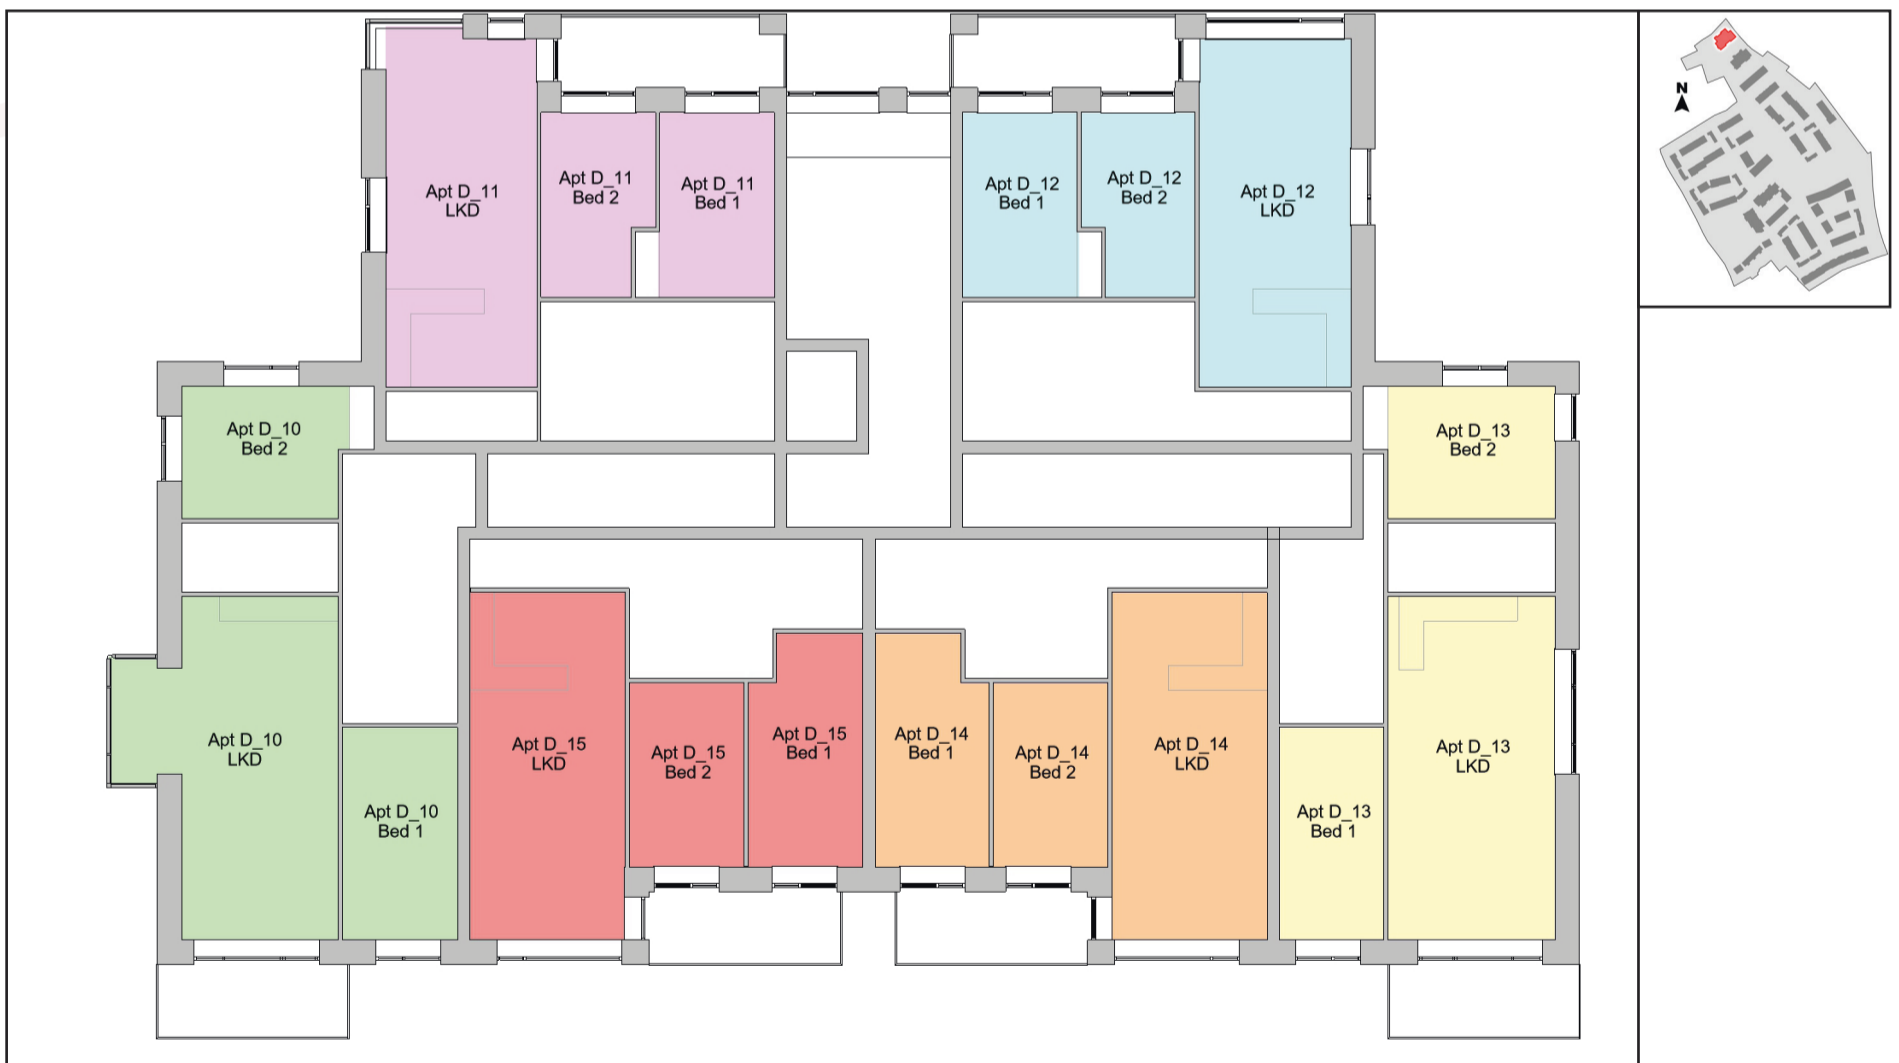 N
Apt D_11
LKD
Apt D_11
Bed 2
Apt D_11
Bed 1
Apt D_12
Bed 1
Apt D_12
Bed 2
Apt D_12
LKD
Apt D_10
Bed 2
Apt D_13
Bed 2
Apt D_10
LKD
Apt D_10
Bed 1
Apt D_15
LKD
Apt D_15
Bed 2
Apt D_15
Bed 1
Apt D_14
Bed 1
Apt D_14
Bed 2
Apt D_14
LKD
Apt D_13
Bed 1
Apt D_13
LKD